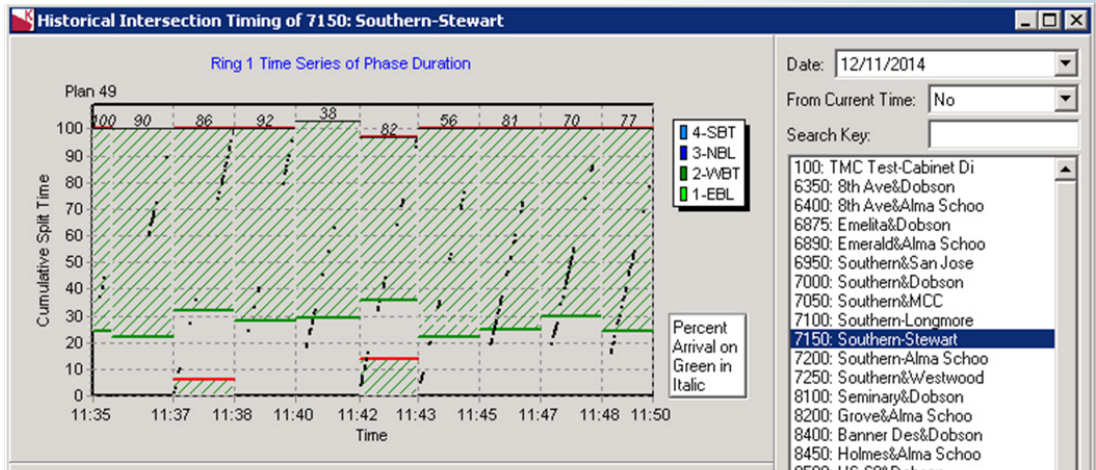 Historical Intersection Timing of 7150: Southern-Stewart
Ring 1 Time Series of Phase Duration
Plan 49
100 90 86 92 38 82 56 81 70 77
100
90
80
70
60
50
40
30
20
10
0
Cumulative Split Time
11:35 11:37 11:38 11:40 11:42 11:43 11:45 11:47 11:48 11:50
Time
4-SBT
3-NBL
2-WBT
1-EBL
Percent
Arrival on
Green in
Italic
Date: 12/11/2014
From Current Time: No
Search Key:
100: TMC Test-Cabinet Di
6350: 8th Ave&Dobson
6400: 8th Ave&Alma Schoo
6875: Emelita&Dobson
6890: Emerald&Alma Schoo
6950: Southern&San Jose
7000: Southern&Dobson
7050: Southern&MCC
7100: Southern-Longmore
7150: Southern-Stewart
7200: Southern-Alma Schoo
7250: Southern&Westwood
8100: Seminary&Dobson
8200: Grove&Alma Schoo
8400: Banner Des&Dobson
8450: Holmes&Alma Schoo